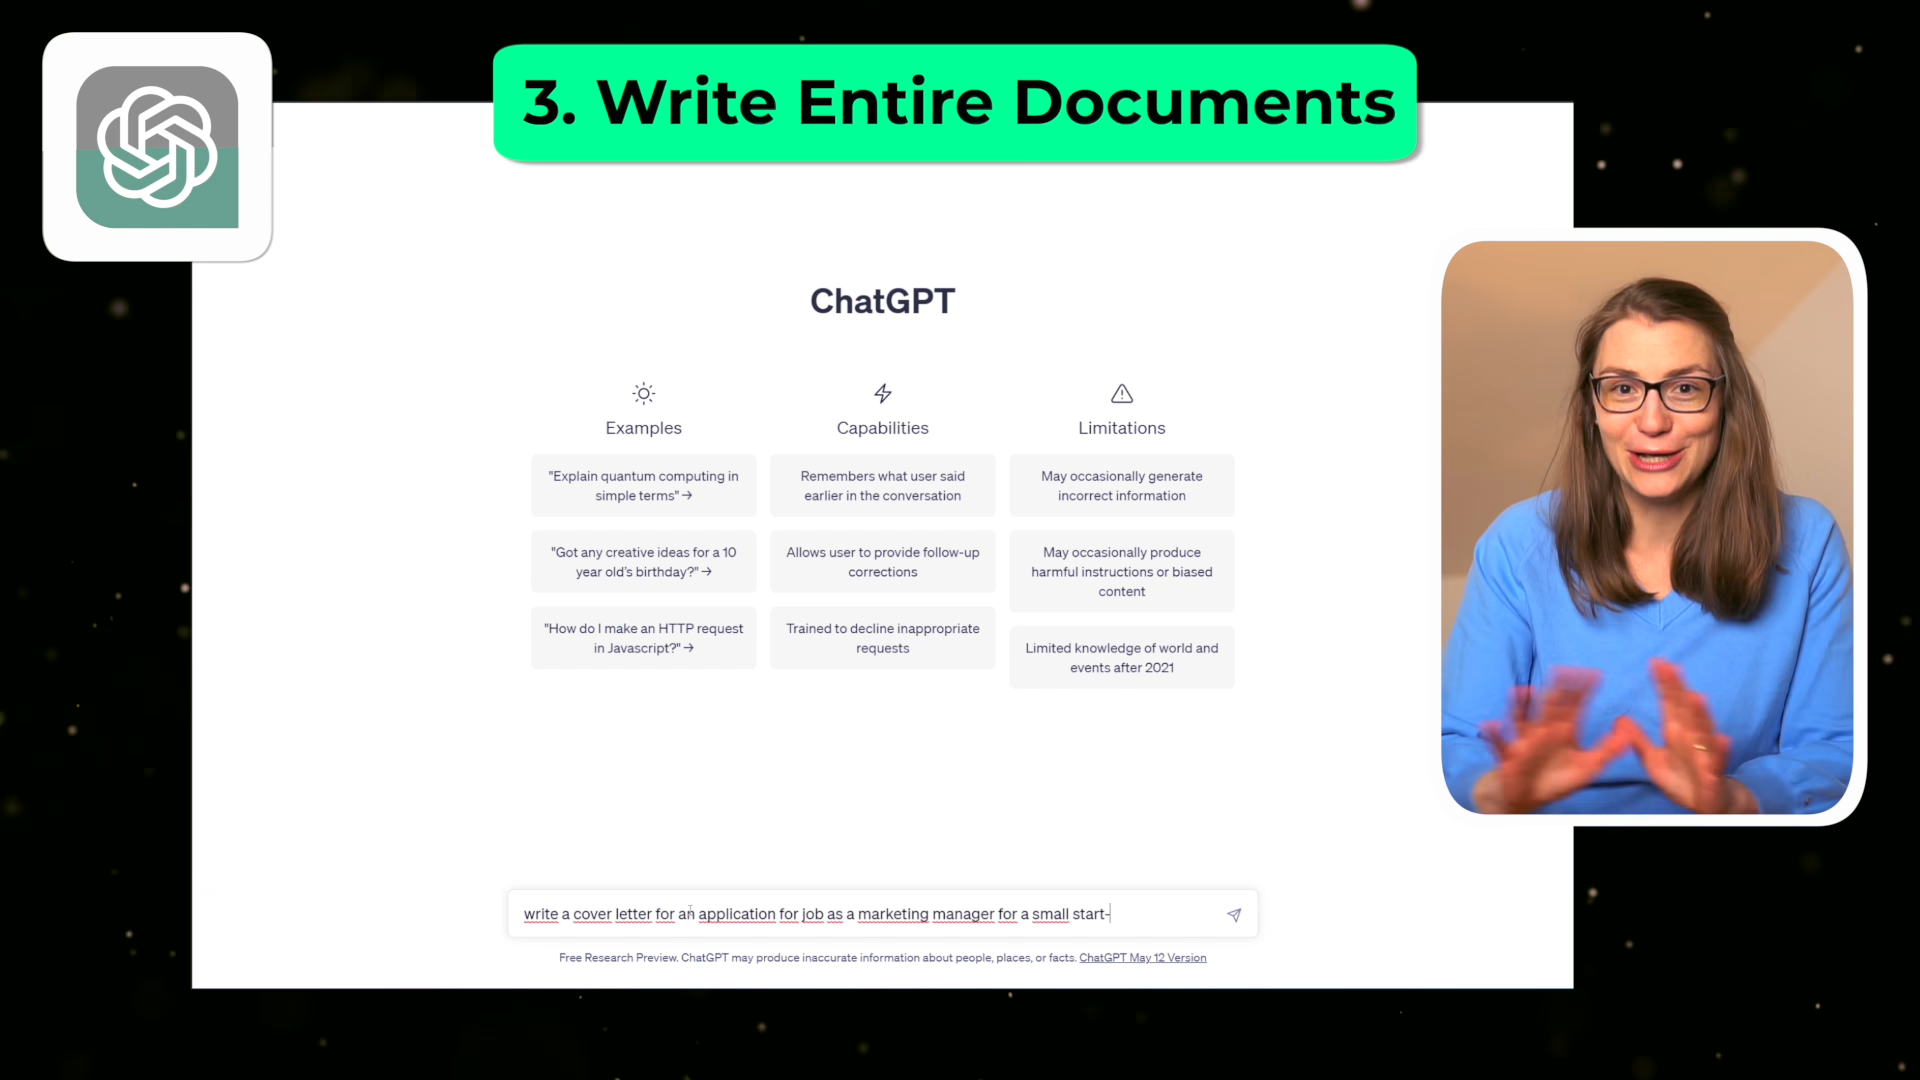 3. Write Entire Documents
ChatGPT
Examples
"Explain quantum computing in
simple terms" →
"Got any creative ideas for a 10
year old's birthday?" →
"How do I make an HTTP request
in Javascript?" →
Capabilities
Remembers what user said
earlier in the conversation
Allows user to provide follow-up
corrections
Trained to decline inappropriate
requests
Limitations
May occasionally generate
incorrect information
May occasionally produce
harmful instructions or biased
content
Limited knowledge of world and
events after 2021
write a cover letter for an application for job as a marketing manager for a small start-
Free Research Preview. ChatGPT may produce inaccurate information about people, places, or facts. ChatGPT May 12 Version